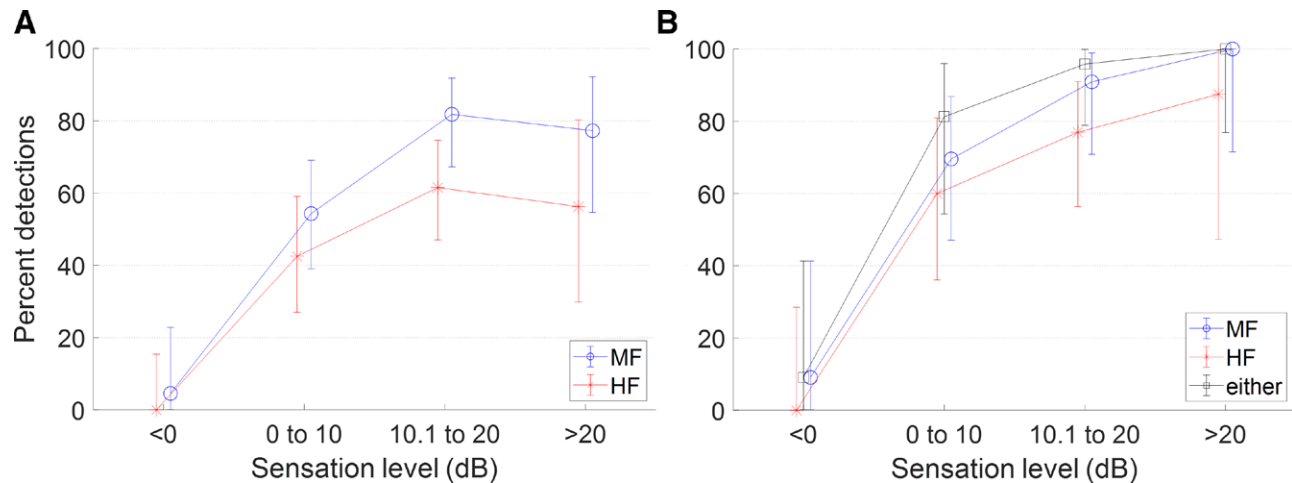 A
Percent detections
100
80
60
40
20
0
<0
0 to 10
10.1 to 20
>20
Sensation level (dB)
MF
HF
B
100
80
60
40
20
0
<0
0 to 10
10.1 to 20
>20
Sensation level (dB)
MF
HF
either